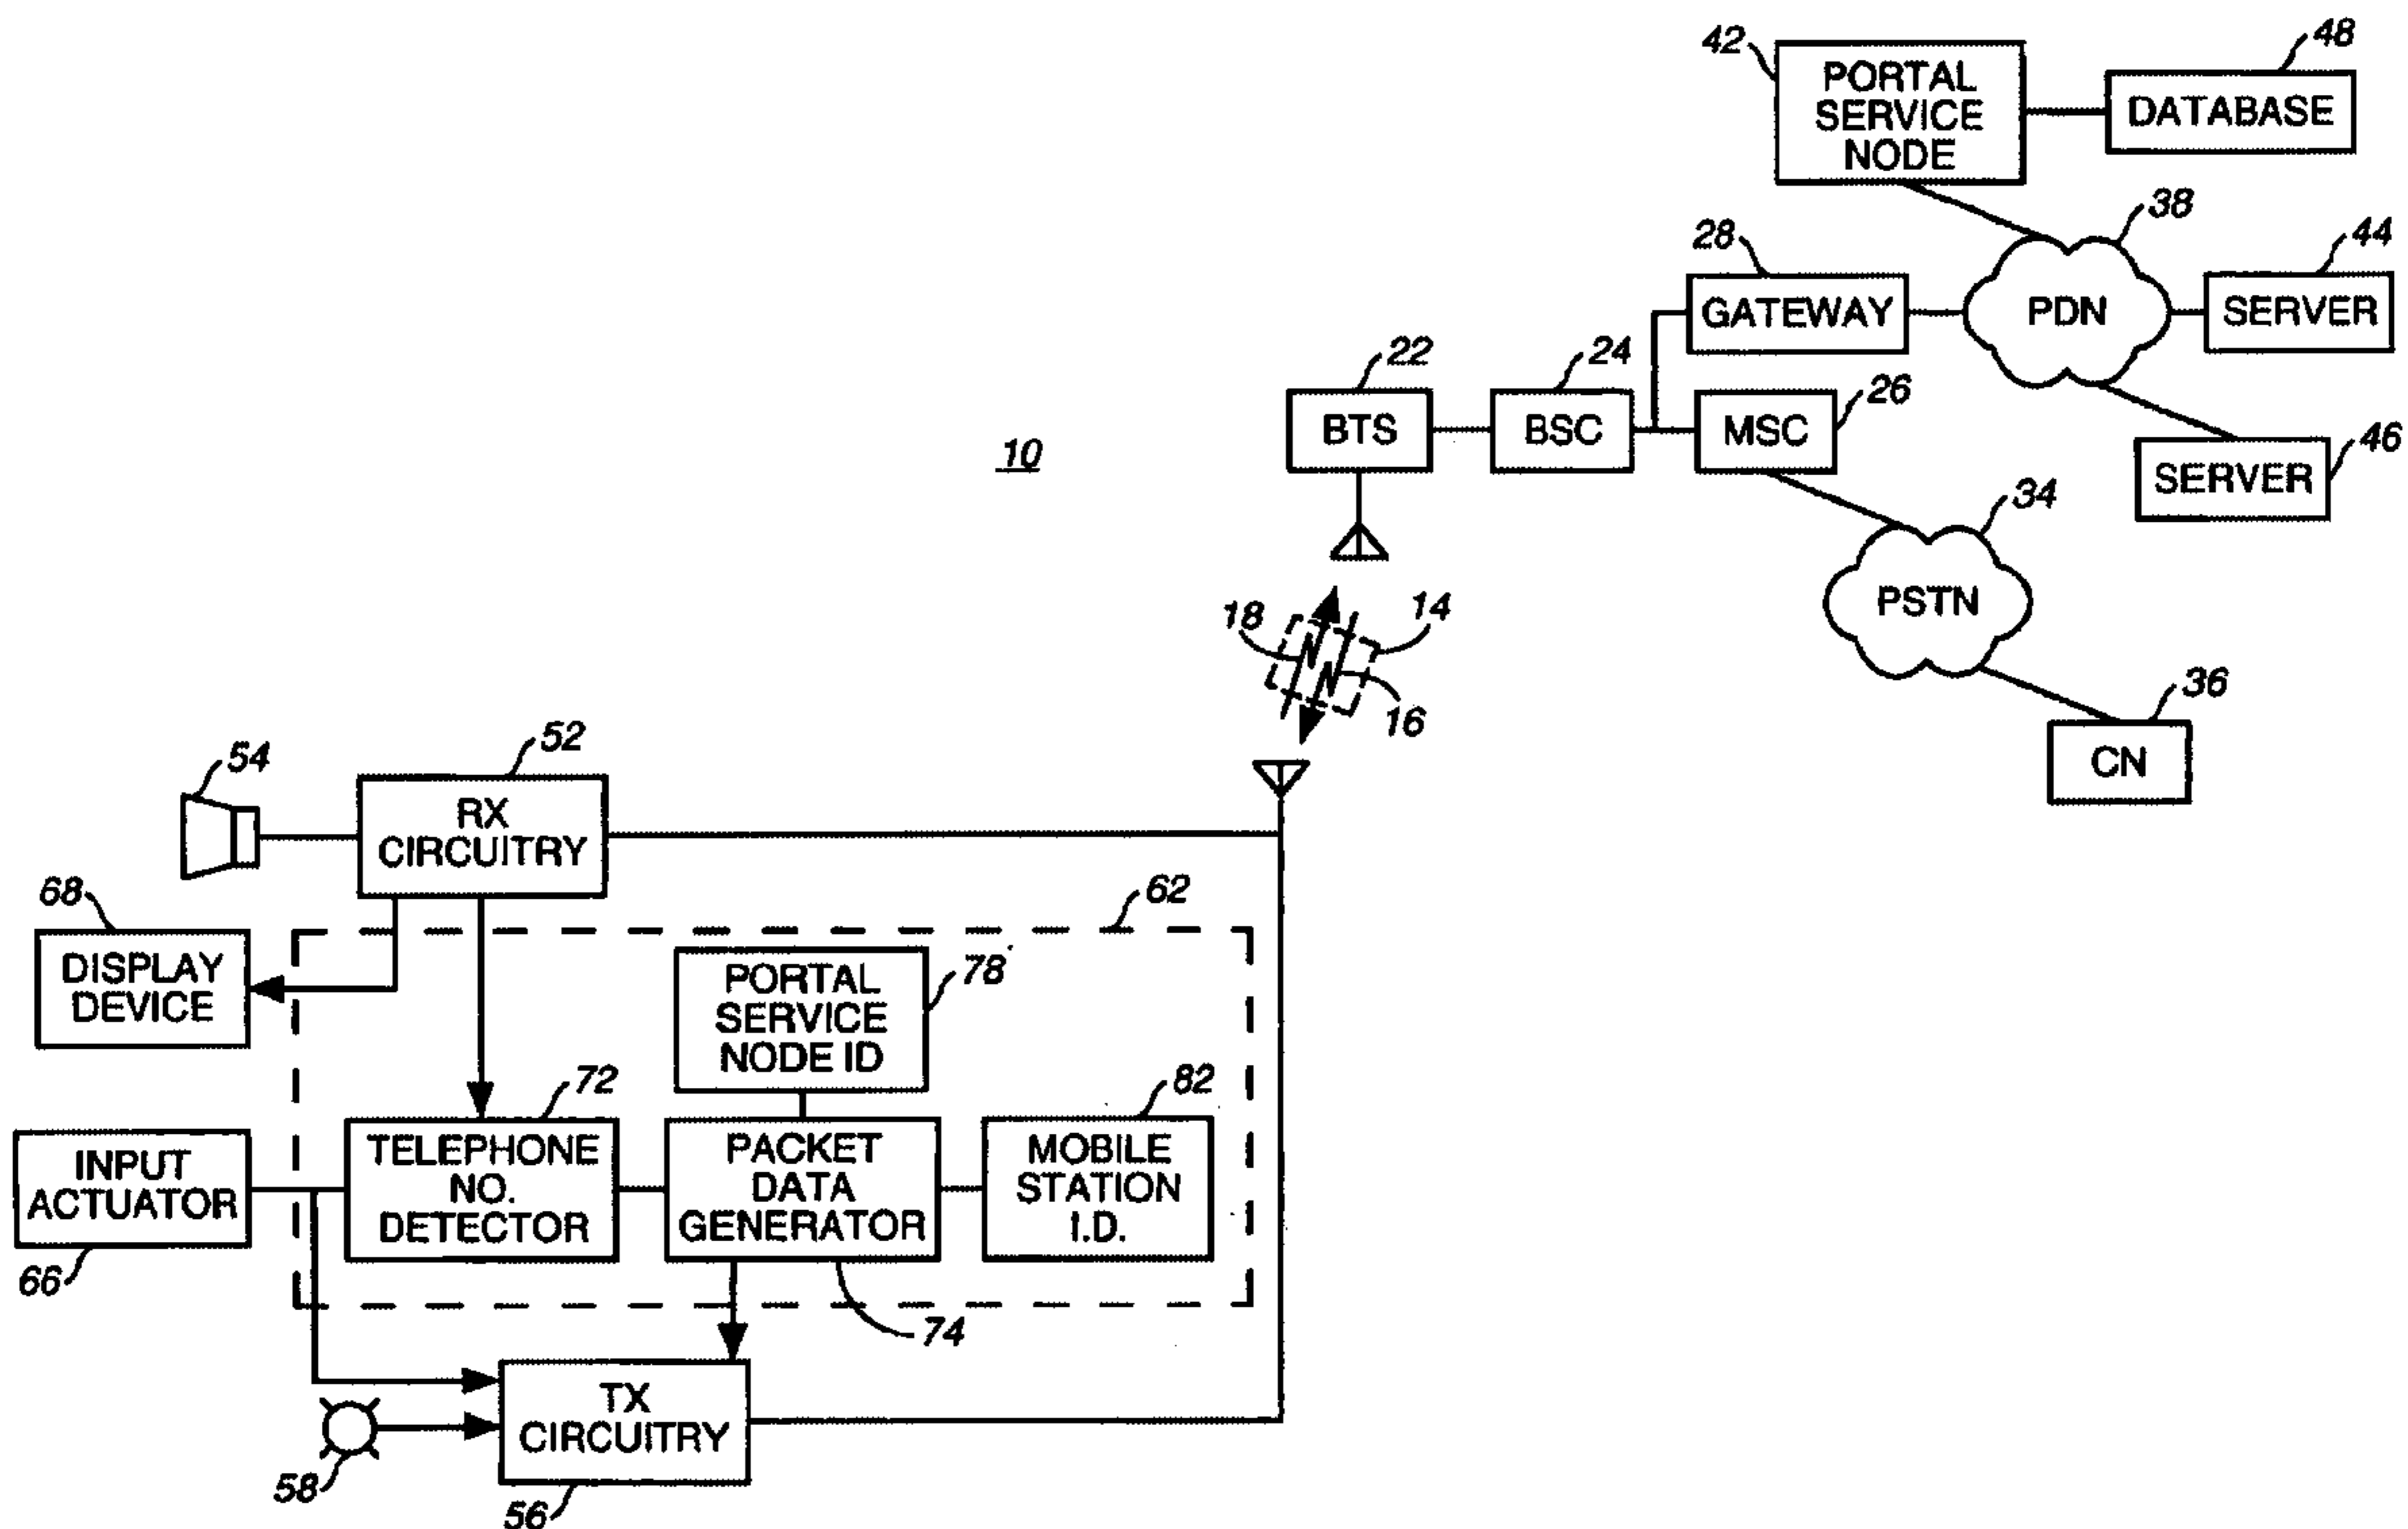 42
PORTAL
SERVICE
NODE
48
DATABASE
38
28
GATEWAY
PDN
44
SERVER
22
BTS
24
BSC
MSC
26
46
SERVER
10
34
PSTN
18
14
16
36
CN
54
52
RX
CIRCUITRY
68
DISPLAY
DEVICE
62
PORTAL
SERVICE
NODE ID
78
72
82
INPUT
ACTUATOR
66
TELEPHONE
NO.
DETECTOR
PACKET
DATA
GENERATOR
MOBILE
STATION
I.D.
74
TX
CIRCUITRY
58
56